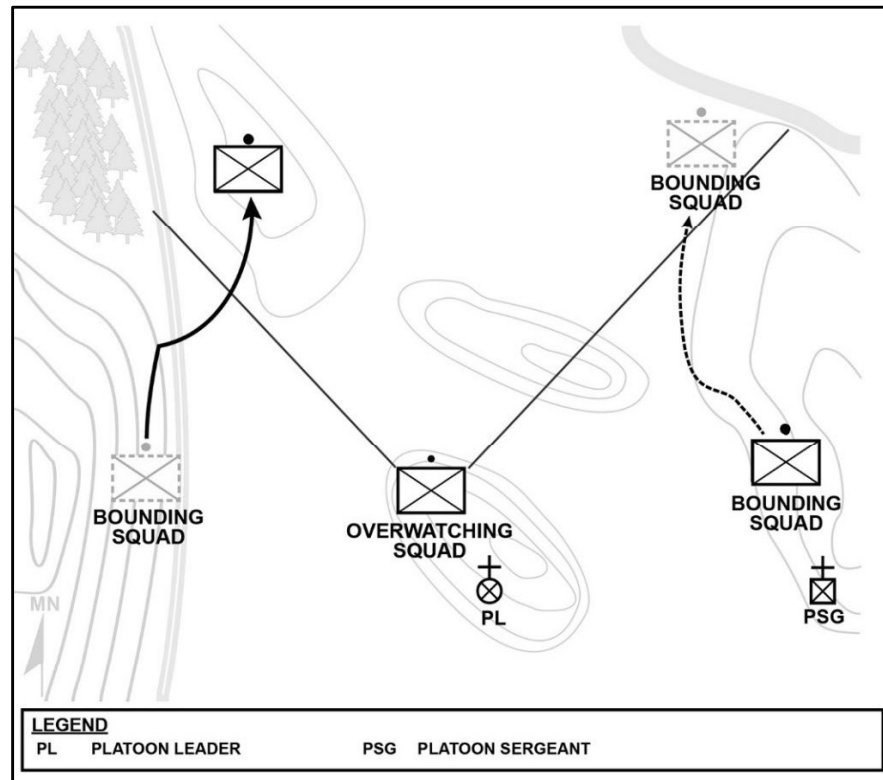 BOUNDING
SQUAD
BOUNDING
SQUAD
OVERWATCHING
SQUAD
BOUNDING
SQUAD
PL
PSG
MN
LEGEND
PL PLATOON LEADER PSG PLATOON SERGEANT